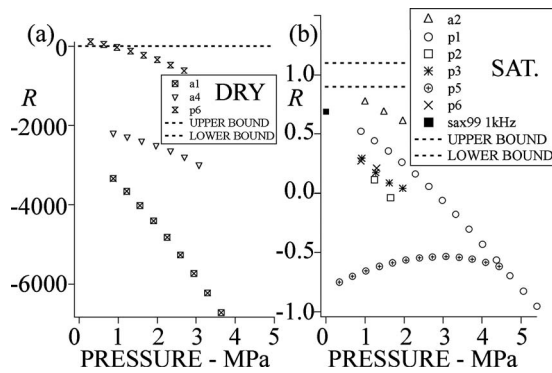 (a)
0
-2000
-4000
-6000
R
a1
a4
p6
UPPER BOUND
LOWER BOUND
DRY
0 1 2 3 4 5
PRESSURE - MPa
(b)
1.0
0.5
0.0
-0.5
-1.0
R
a2
p1
p2
p3
p5
p6
sax99 1kHz
UPPER BOUND
LOWER BOUND
SAT.
0 1 2 3 4 5
PRESSURE - MPa